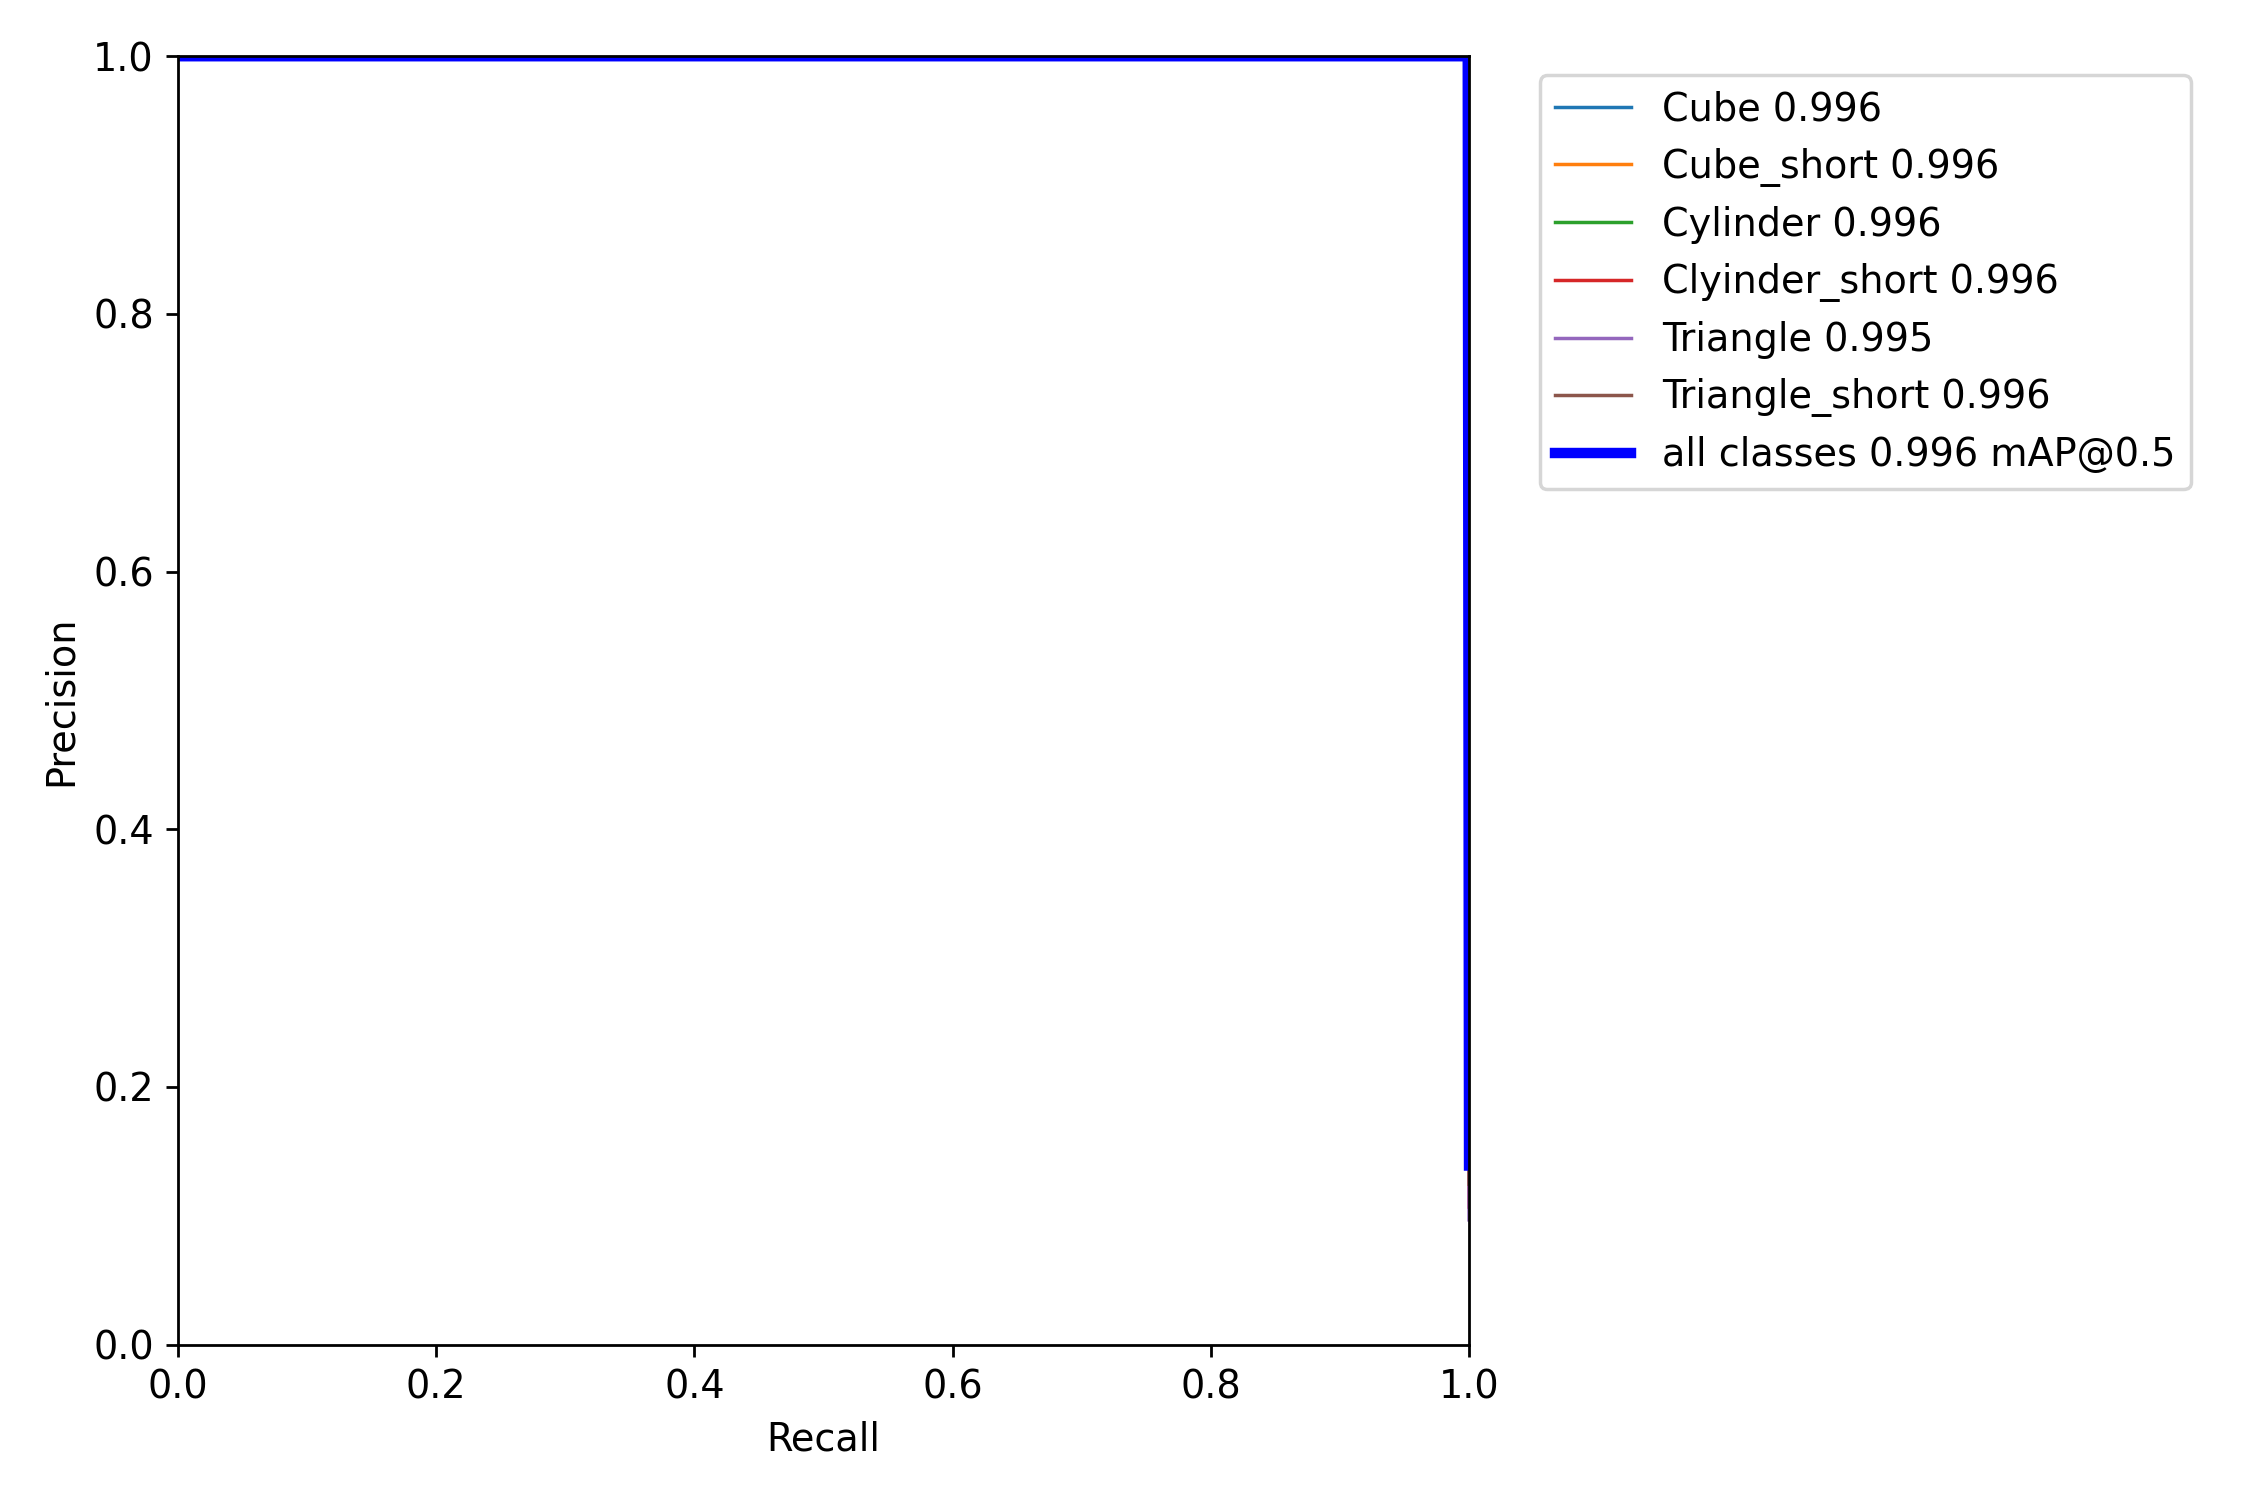 1.0
0.8
0.6
0.4
0.2
0.0
Precision
0.0 0.2 0.4 0.6 0.8 1.0
Recall
Cube 0.996
Cube_short 0.996
Cylinder 0.996
Clyinder_short 0.996
Triangle 0.995
Triangle_short 0.996
all classes 0.996 mAP@0.5